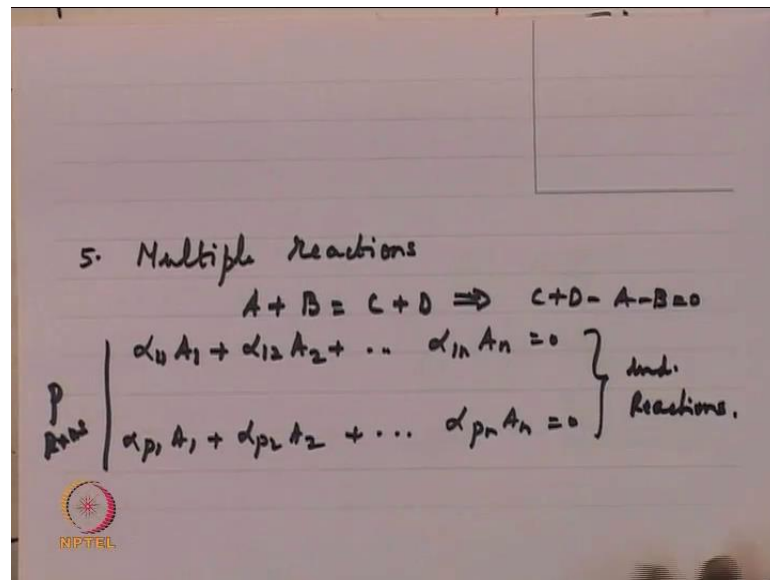 5. Multiple Reactions
A + B = C + D ⇒ C+D-A-B=0
α₁₁ A₁ + α₁₂ A₂ + .. α₁ₙ Aₙ = 0
Ind.
P
Rxns
Reactions.
αₚ₁ A₁ + αₚ₂ A₂ + ... αₚₙ Aₙ = 0
NPTEL